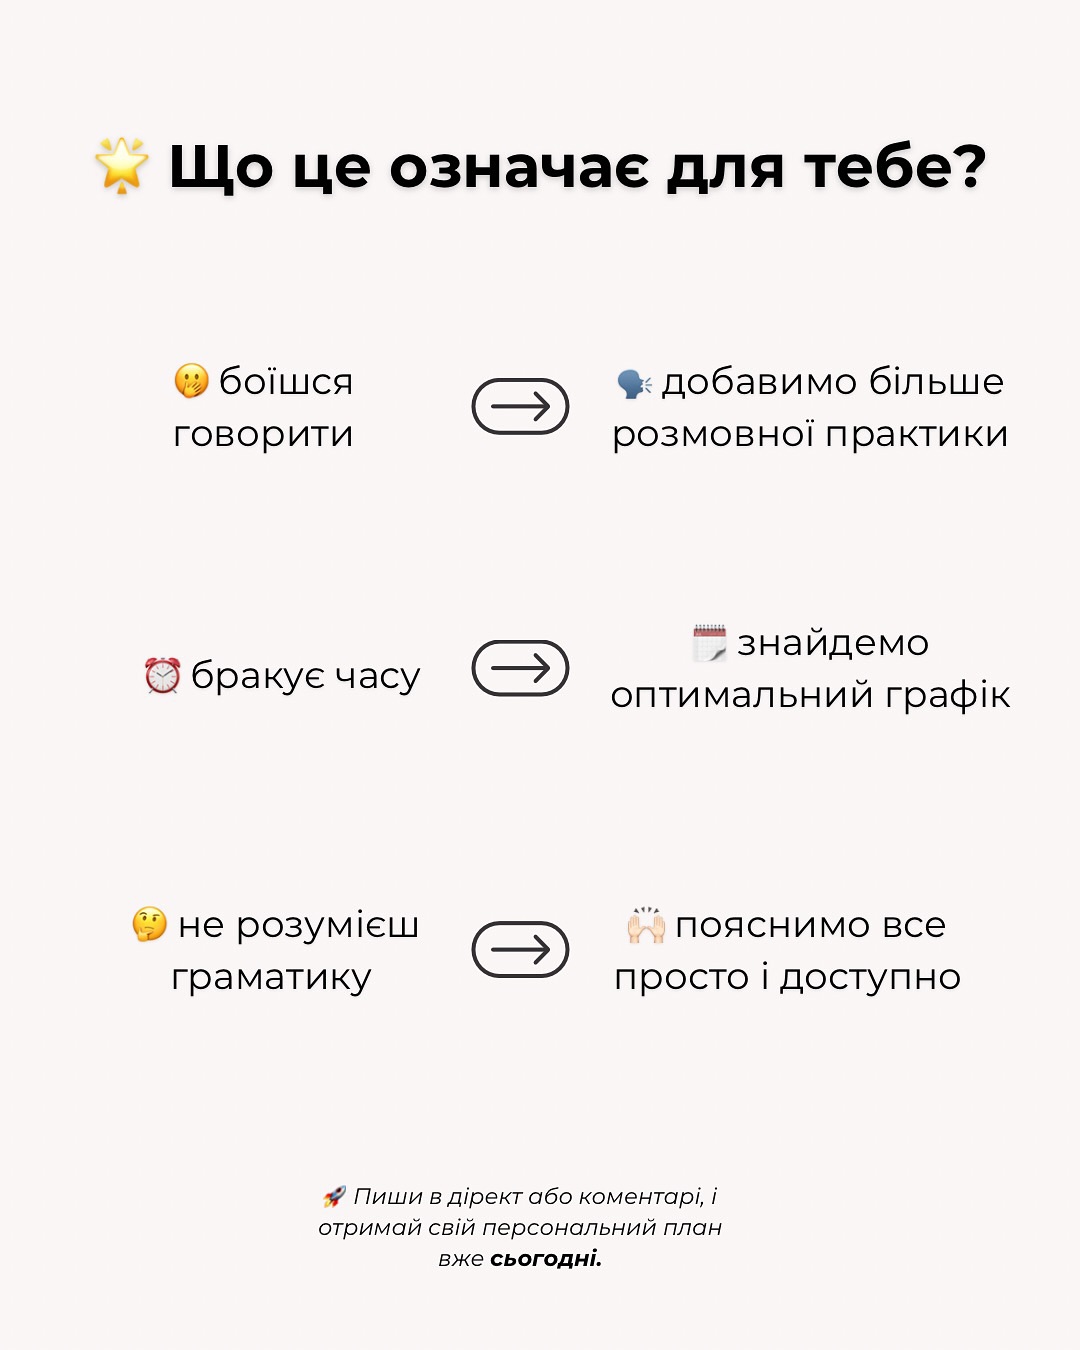 🌟 Що це означає для тебе?
🫢 боїшся
говорити
🗣️ добавимо більше
розмовної практики
⏰ бракує часу
🗓️ знайдемо
оптимальний графік
🤔 не розумієш
граматику
🙌🏻 пояснимо все
просто і доступно
🚀 Пиши в дірект або коментарі, і
отримай свій персональний план
вже сьогодні.